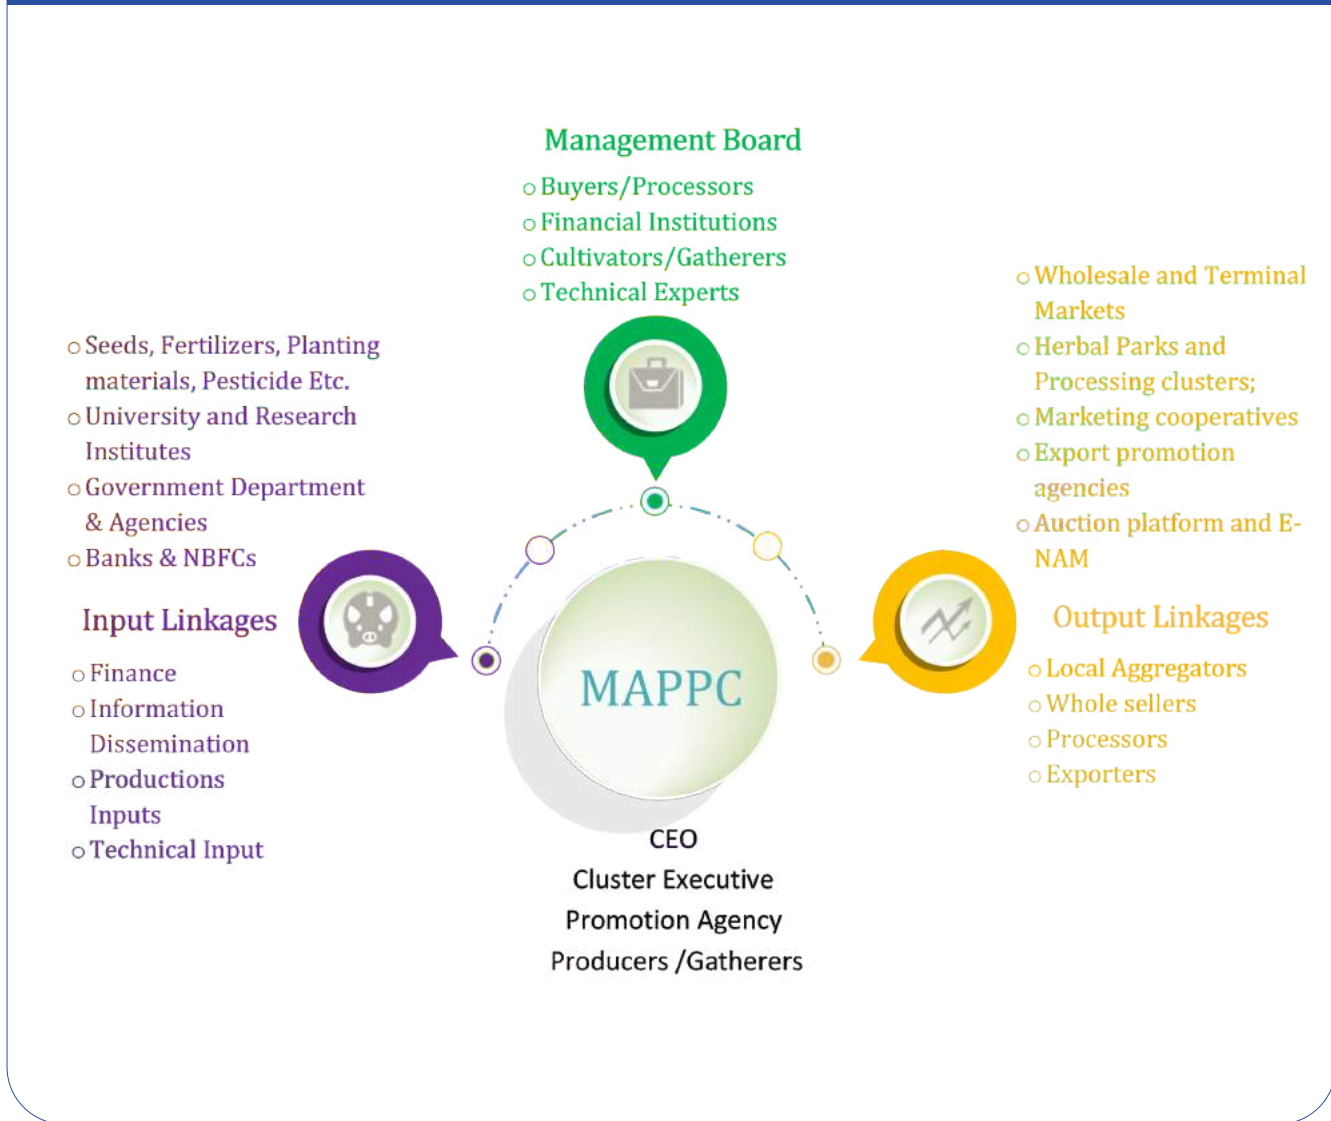 Management Board
o Buyers/Processors
o Financial Institutions
o Cultivators/Gatherers
o Technical Experts
o Seeds, Fertilizers, Planting
materials, Pesticide Etc.
o University and Research
Institutes
o Government Department
& Agencies
o Banks & NBFCs
Input Linkages
o Finance
o Information
Dissemination
o Productions
Inputs
o Technical Input
MAPPC
CEO
Cluster Executive
Promotion Agency
Producers /Gatherers
o Wholesale and Terminal
Markets
o Herbal Parks and
Processing clusters;
o Marketing cooperatives
o Export promotion
agencies
o Auction platform and E-
NAM
Output Linkages
o Local Aggregators
o Whole sellers
o Processors
o Exporters